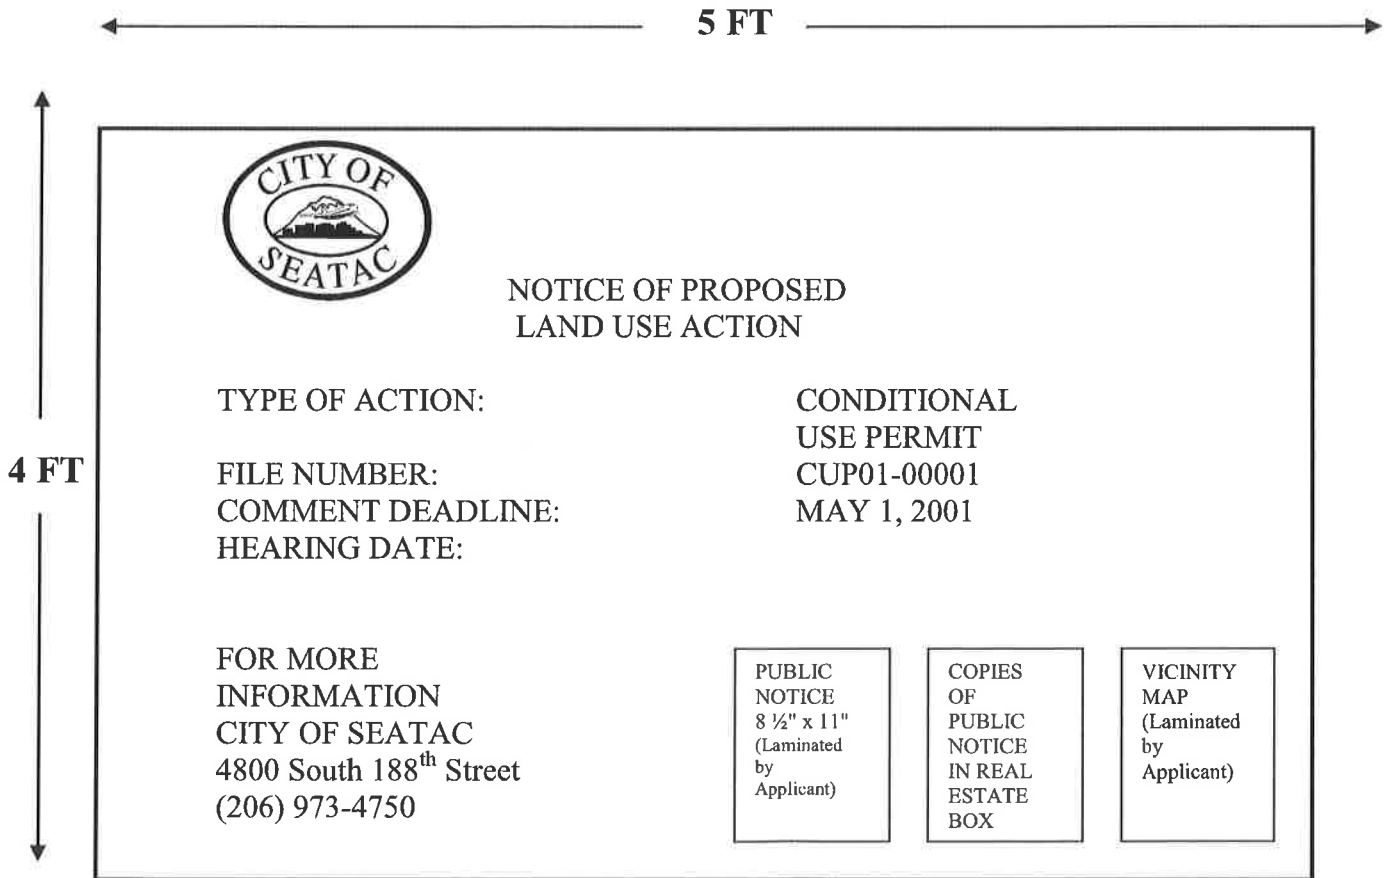 5 FT
CITY OF
SEATAC
NOTICE OF PROPOSED
LAND USE ACTION
TYPE OF ACTION: CONDITIONAL
USE PERMIT
4 FT
FILE NUMBER: CUP01-00001
COMMENT DEADLINE: MAY 1, 2001
HEARING DATE:
FOR MORE
INFORMATION
CITY OF SEATAC
4800 South 188th Street
(206) 973-4750
PUBLIC
NOTICE
8 ½" x 11"
(Laminated
by
Applicant)
COPIES
OF
PUBLIC
NOTICE
IN REAL
ESTATE
BOX
VICINITY
MAP
(Laminated
by
Applicant)